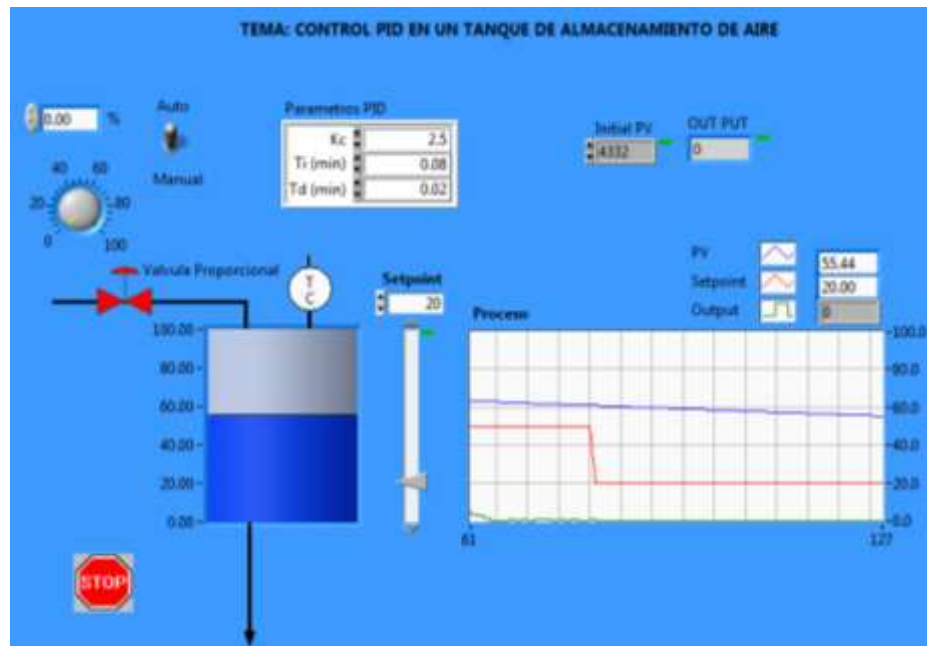 TEMA: CONTROL PID EN UN TANQUE DE ALMACENAMIENTO DE AIRE
0.00 %
Auto
Manual
0 20 40 60 80 100
Parametros PID
Kc 2.5
Ti (min) 0.08
Td (min) 0.02
Initial PV
4332
OUT PUT
0
Valvula Proporcional
T
C
Setpoint
20
100.00
80.00
60.00
40.00
20.00
0.00
PV 55.44
Setpoint 20.00
Output 0
Proceso
100.0
80.0
60.0
40.0
20.0
0.0
61 127
STOP